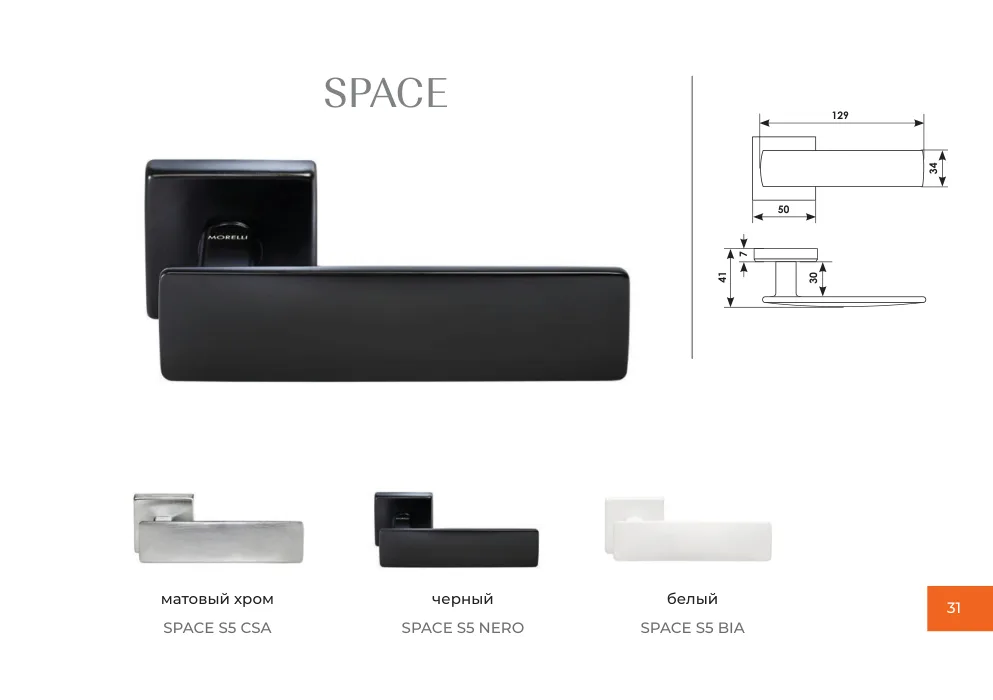 SPACE
MORELLI
129
34
50
7
41
30
MORELLI
матовый хром
SPACE S5 CSA
черный
SPACE S5 NERO
белый
SPACE S5 BIA
31